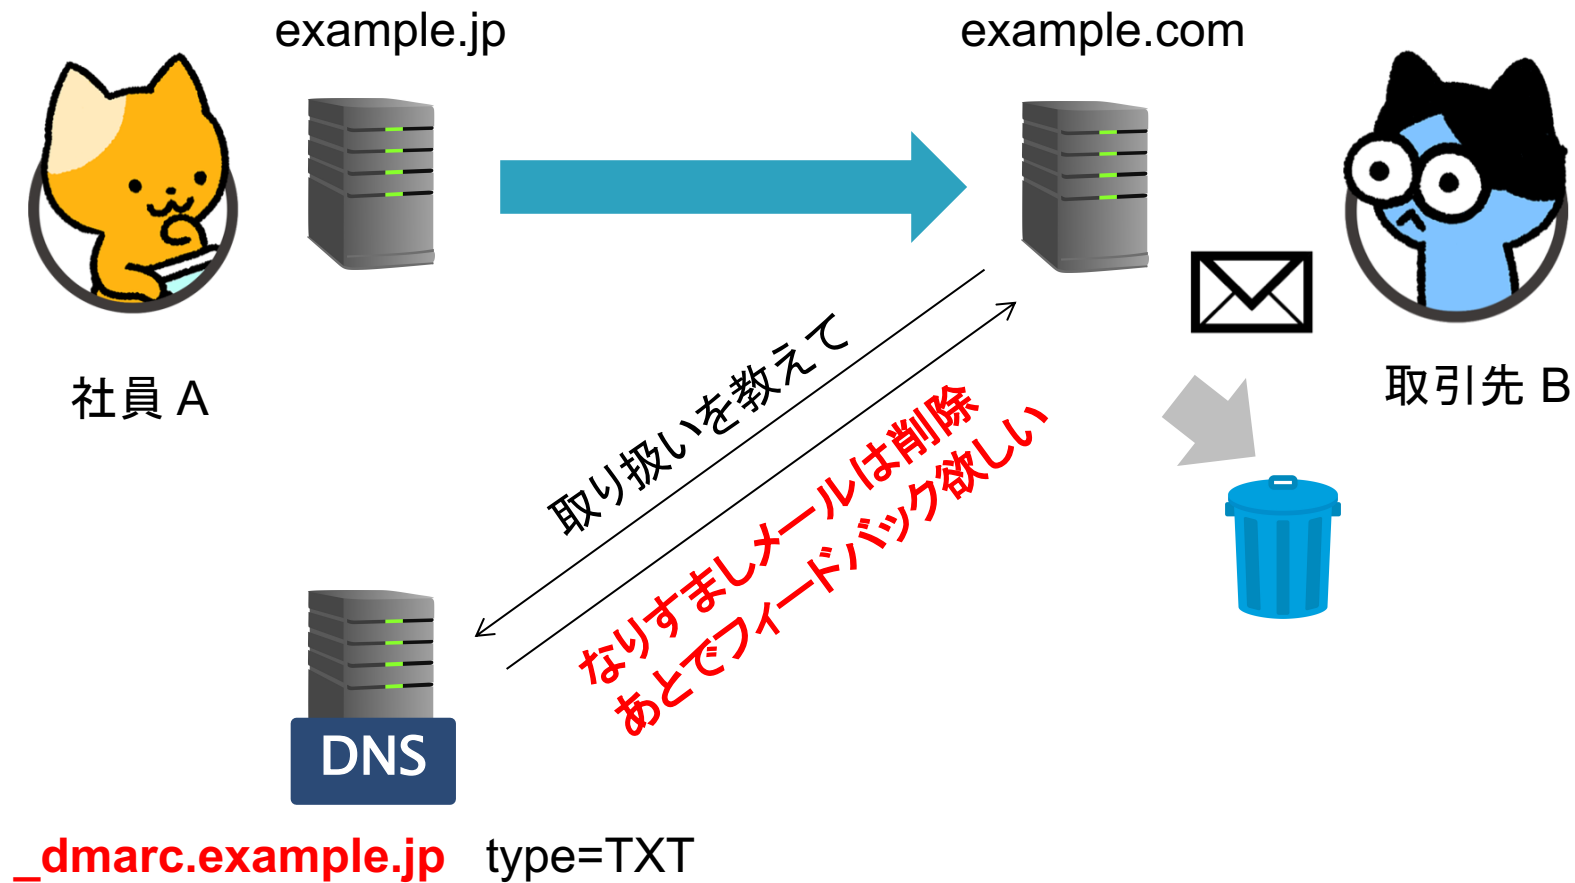 example.jp
example.com
社員 A
取引先 B
取り扱いを教えて
なりすましメールは削除
あとでフィードバック欲しい
DNS
_dmarc.example.jp type=TXT